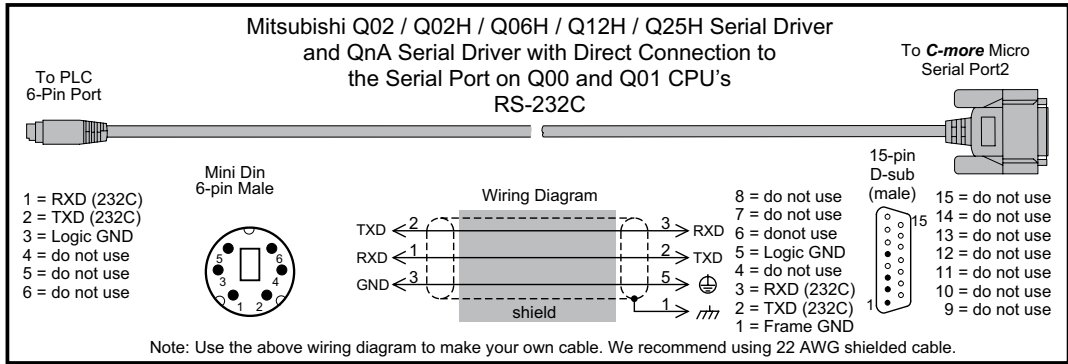 Mitsubishi Q02 / Q02H / Q06H / Q12H / Q25H Serial Driver
and QnA Serial Driver with Direct Connection to
the Serial Port on Q00 and Q01 CPU's
RS-232C
To PLC
6-Pin Port
To C-more Micro
Serial Port2
1 = RXD (232C)
2 = TXD (232C)
3 = Logic GND
4 = do not use
5 = do not use
6 = do not use
Mini Din
6-pin Male
5
6
3
4
1
2
Wiring Diagram
TXD 2 3 RXD
RXD 1 2 TXD
GND 3 5
1
shield
8 = do not use
7 = do not use
6 = donot use
5 = Logic GND
4 = do not use
3 = RXD (232C)
2 = TXD (232C)
1 = Frame GND
15-pin
D-sub
(male)
15
1
15 = do not use
14 = do not use
13 = do not use
12 = do not use
11 = do not use
10 = do not use
9 = do not use
Note: Use the above wiring diagram to make your own cable. We recommend using 22 AWG shielded cable.